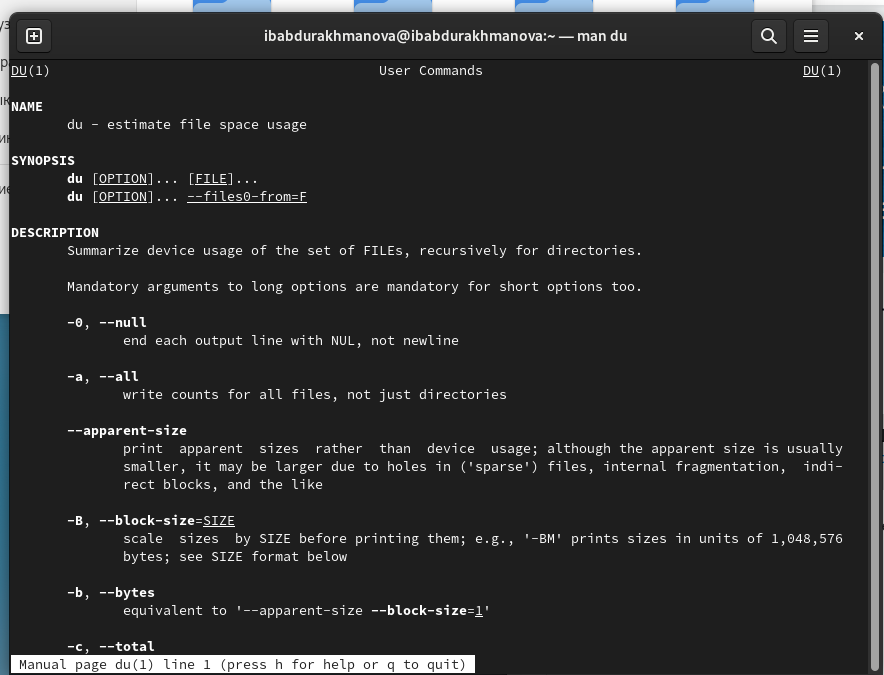 ibabdurakhmanova@ibabdurakhmanova:~ — man du
DU(1) User Commands DU(1)
NAME
du - estimate file space usage
SYNOPSIS
du [OPTION]... [FILE]...
du [OPTION]... --files0-from=F
DESCRIPTION
Summarize device usage of the set of FILEs, recursively for directories.
Mandatory arguments to long options are mandatory for short options too.
-0, --null
end each output line with NUL, not newline
-a, --all
write counts for all files, not just directories
--apparent-size
print apparent sizes rather than device usage; although the apparent size is usually
smaller, it may be larger due to holes in ('sparse') files, internal fragmentation, indi-
rect blocks, and the like
-B, --block-size=SIZE
scale sizes by SIZE before printing them; e.g., '-BM' prints sizes in units of 1,048,576
bytes; see SIZE format below
-b, --bytes
equivalent to '--apparent-size --block-size=1'
-c, --total
Manual page du(1) line 1 (press h for help or q to quit)